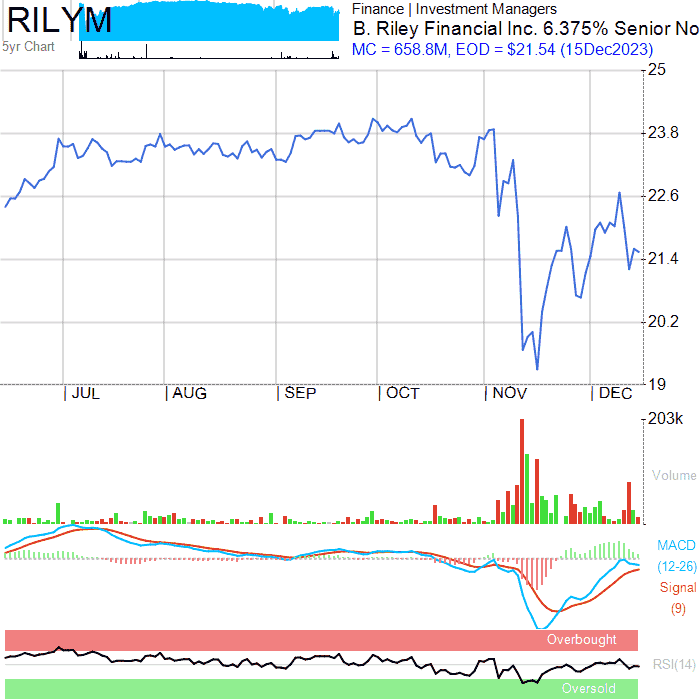 RILYM
5yr Chart
Finance | Investment Managers
B. Riley Financial Inc. 6.375% Senior No
MC = 658.8M, EOD = $21.54 (15Dec2023)
25
23.8
22.6
21.4
20.2
19
JUL AUG SEP OCT NOV DEC
203k
Volume
MACD
(12-26)
Signal
(9)
Overbought
RSI(14)
Oversold